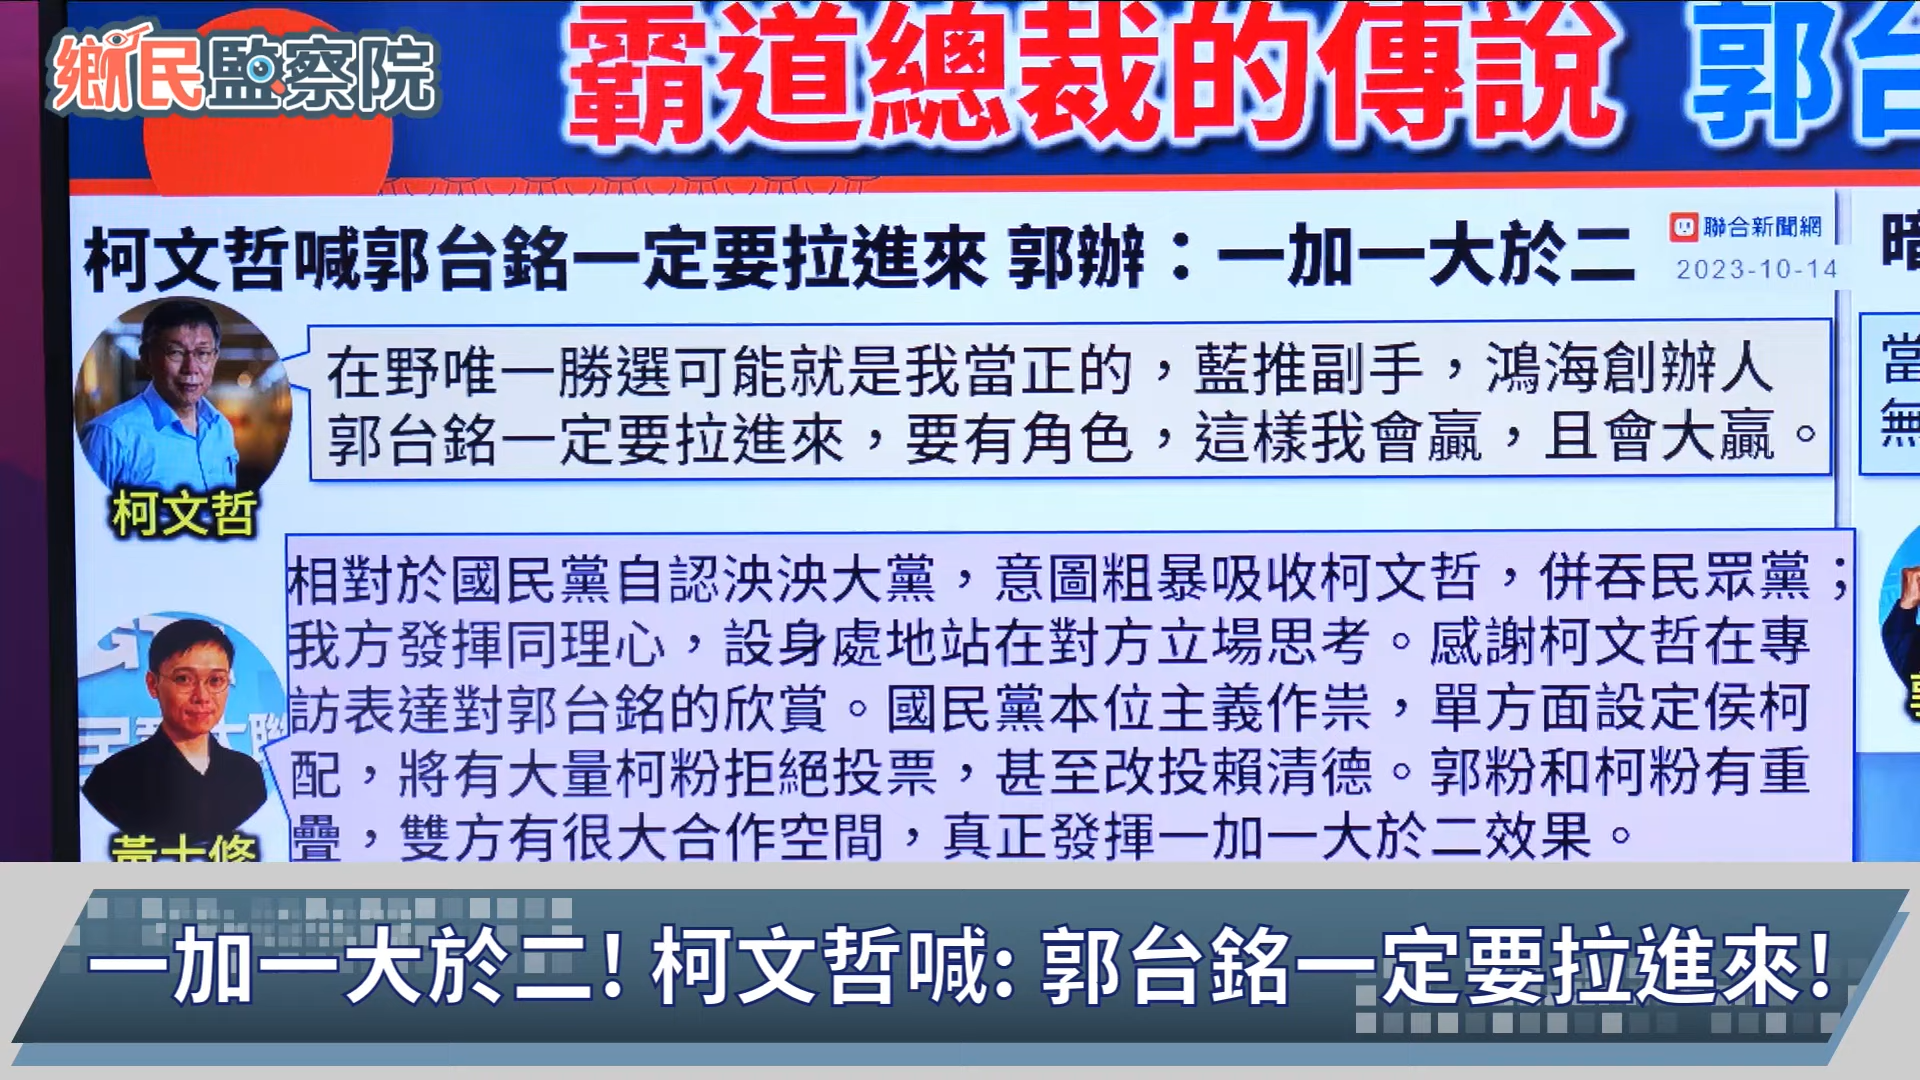 鄉民監察院
霸道總裁的傳說 郭台
柯文哲喊郭台銘一定要拉進來 郭辦：一加一大於二
聯合新聞網
2023-10-14
在野唯一勝選可能就是我當正的，藍推副手，鴻海創辦人
郭台銘一定要拉進來，要有角色，這樣我會贏，且會大贏。
柯文哲
相對於國民黨自認泱泱大黨，意圖粗暴吸收柯文哲，併吞民眾黨；
我方發揮同理心，設身處地站在對方立場思考。感謝柯文哲在專
訪表達對郭台銘的欣賞。國民黨本位主義作祟，單方面設定侯柯
配，將有大量柯粉拒絕投票，甚至改投賴清德。郭粉和柯粉有重
疊，雙方有很大合作空間，真正發揮一加一大於二效果。
黃士修
當
無
一加一大於二！柯文哲喊：郭台銘一定要拉進來！